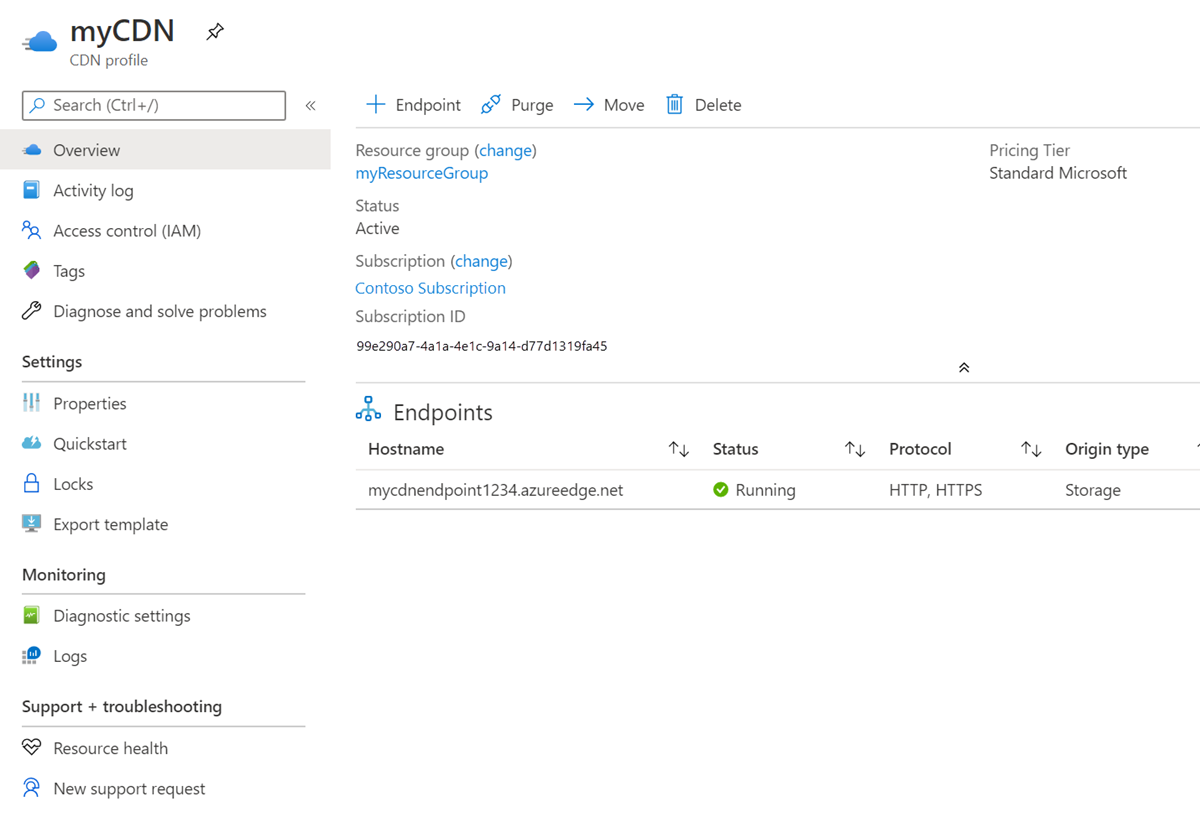 myCDN
CDN profile
Search (Ctrl+/)
«
Overview
Activity log
Access control (IAM)
Tags
Diagnose and solve problems
Settings
Properties
Quickstart
Locks
Export template
Monitoring
Diagnostic settings
Logs
Support + troubleshooting
Resource health
New support request
Endpoint Purge Move Delete
Resource group (change)
myResourceGroup
Status
Active
Subscription (change)
Contoso Subscription
Subscription ID
99e290a7-4a1a-4e1c-9a14-d77d1319fa45
Pricing Tier
Standard Microsoft
Endpoints
Hostname Status Protocol Origin type
mycdnendpoint1234.azureedge.net Running HTTP, HTTPS Storage